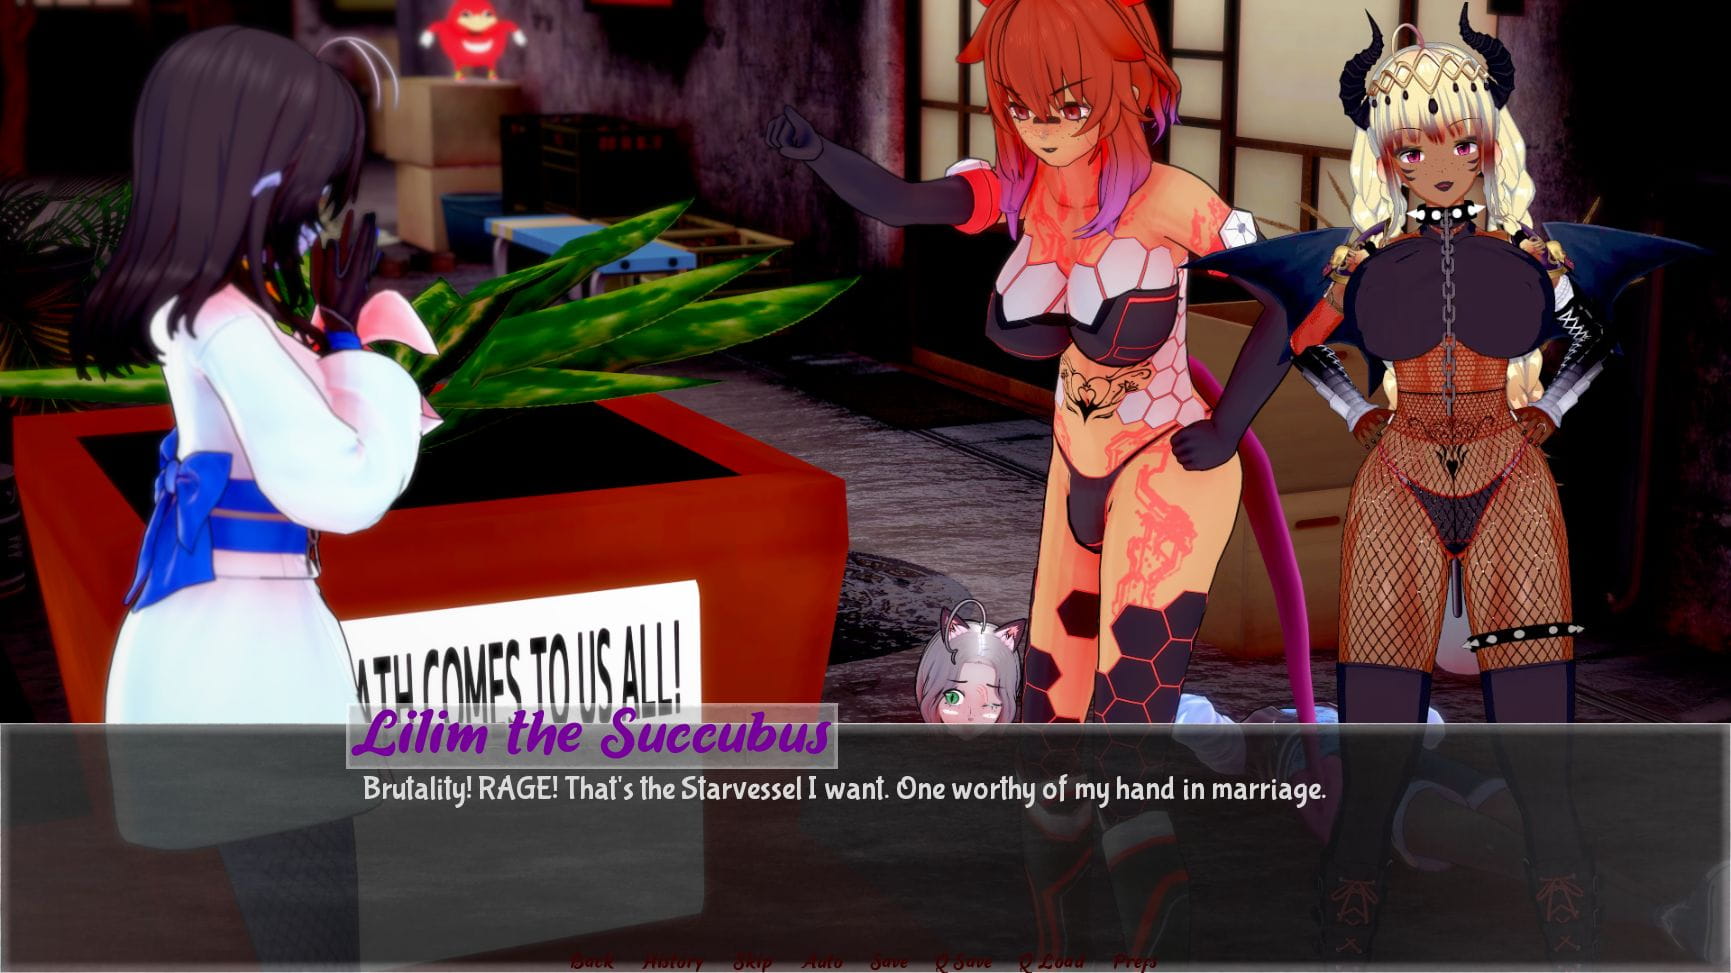 ATH COMES TO US ALL!
Lilim the Succubus
Brutality! RAGE! That's the Starvessel I want. One worthy of my hand in marriage.
Back History Skip Auto Save Q.Save Q.Load Prefs